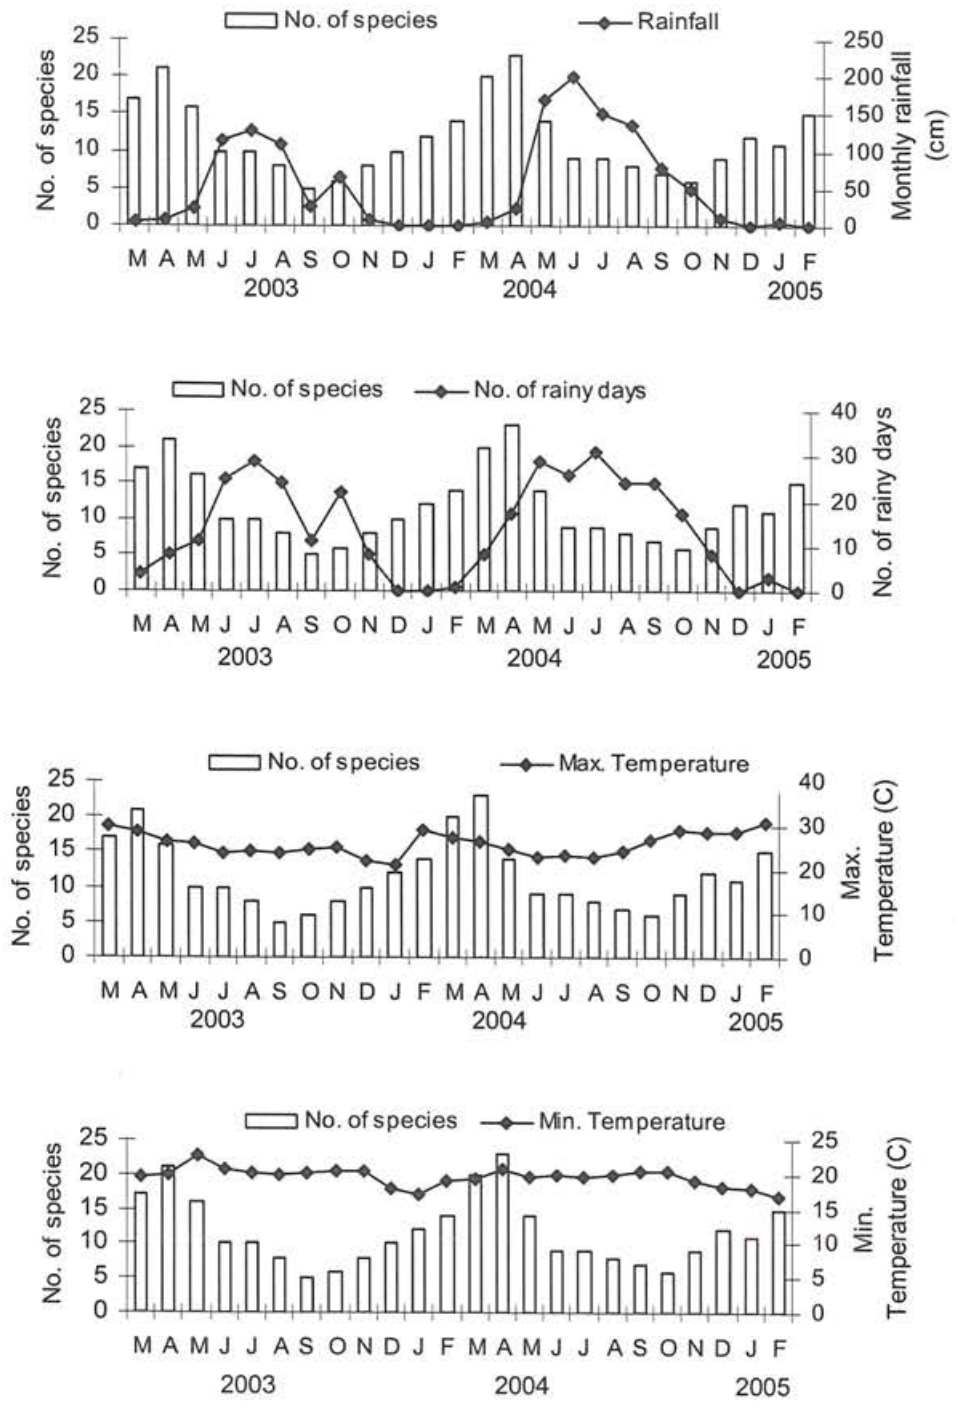 No. of species Rainfall
25
20
15
10
5
0
No. of species
250
200
150
100
50
0
Monthly rainfall
(cm)
M A M J J A S O N D J F M A M J J A S O N D J F
2003 2004 2005
No. of species No. of rainy days
25
20
15
10
5
0
No. of species
40
30
20
10
0
No. of rainy days
M A M J J A S O N D J F M A M J J A S O N D J F
2003 2004 2005
No. of species Max. Temperature
25
20
15
10
5
0
No. of species
40
30
20
10
0
Max.
Temperature (C)
M A M J J A S O N D J F M A M J J A S O N D J F
2003 2004 2005
No. of species Min. Temperature
25
20
15
10
5
0
No. of species
25
20
15
10
5
0
Min.
Temperature (C)
M A M J J A S O N D J F M A M J J A S O N D J F
2003 2004 2005